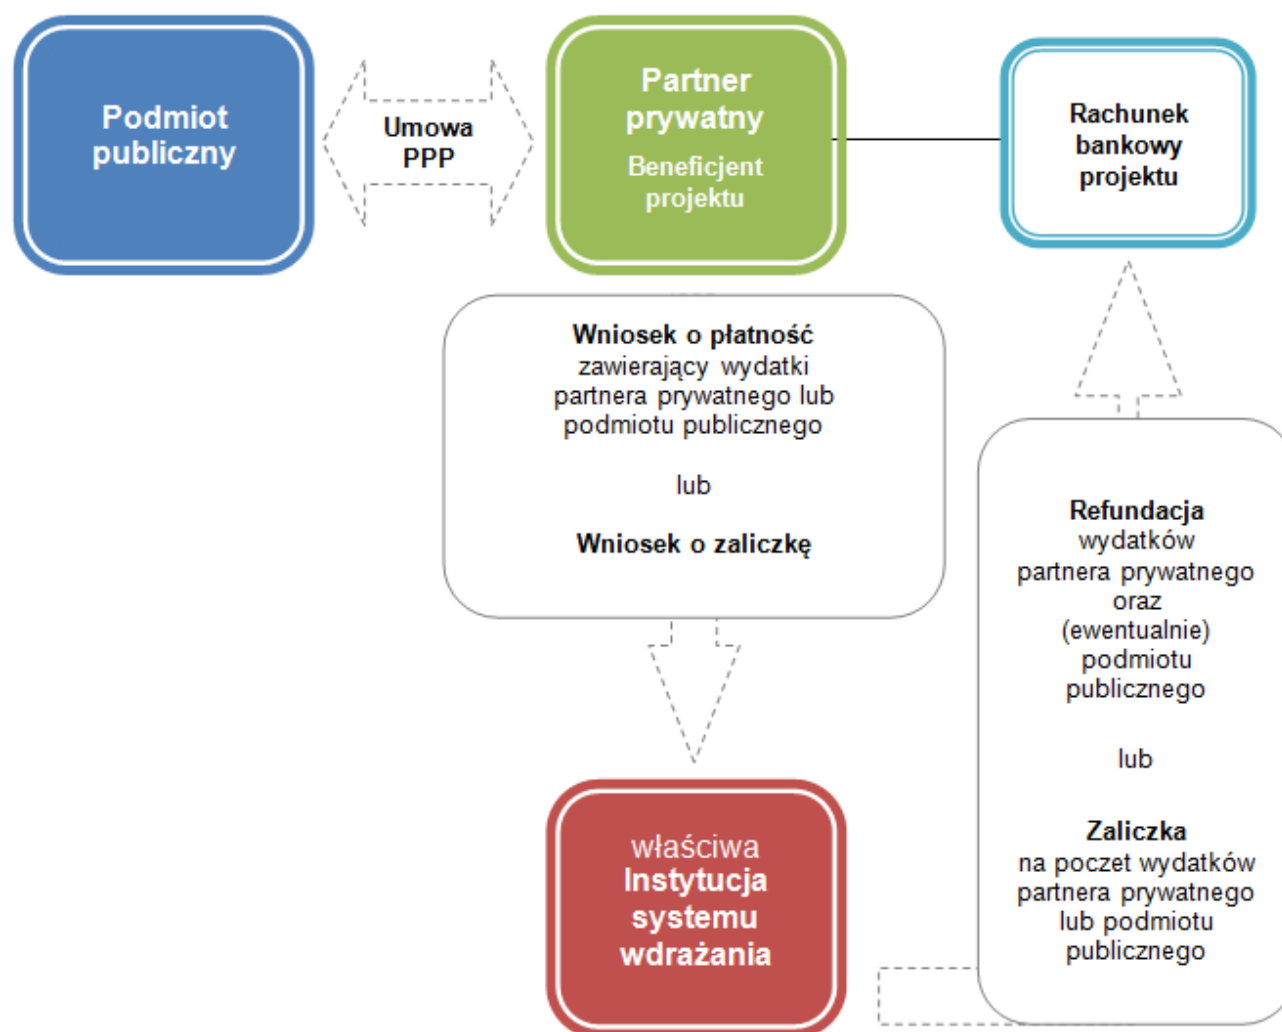 Podmiot
publiczny
Umowa
PPP
Partner
prywatny
Beneficjent
projektu
Rachunek
bankowy
projektu
Wniosek o płatność
zawierający wydatki
partnera prywatnego lub
podmiotu publicznego
lub
Wniosek o zaliczkę
Refundacja
wydatków
partnera prywatnego
oraz
(ewentualnie)
podmiotu
publicznego
lub
Zaliczka
na poczet wydatków
partnera prywatnego
lub podmiotu
publicznego
właściwa
Instytucja
systemu
wdrażania